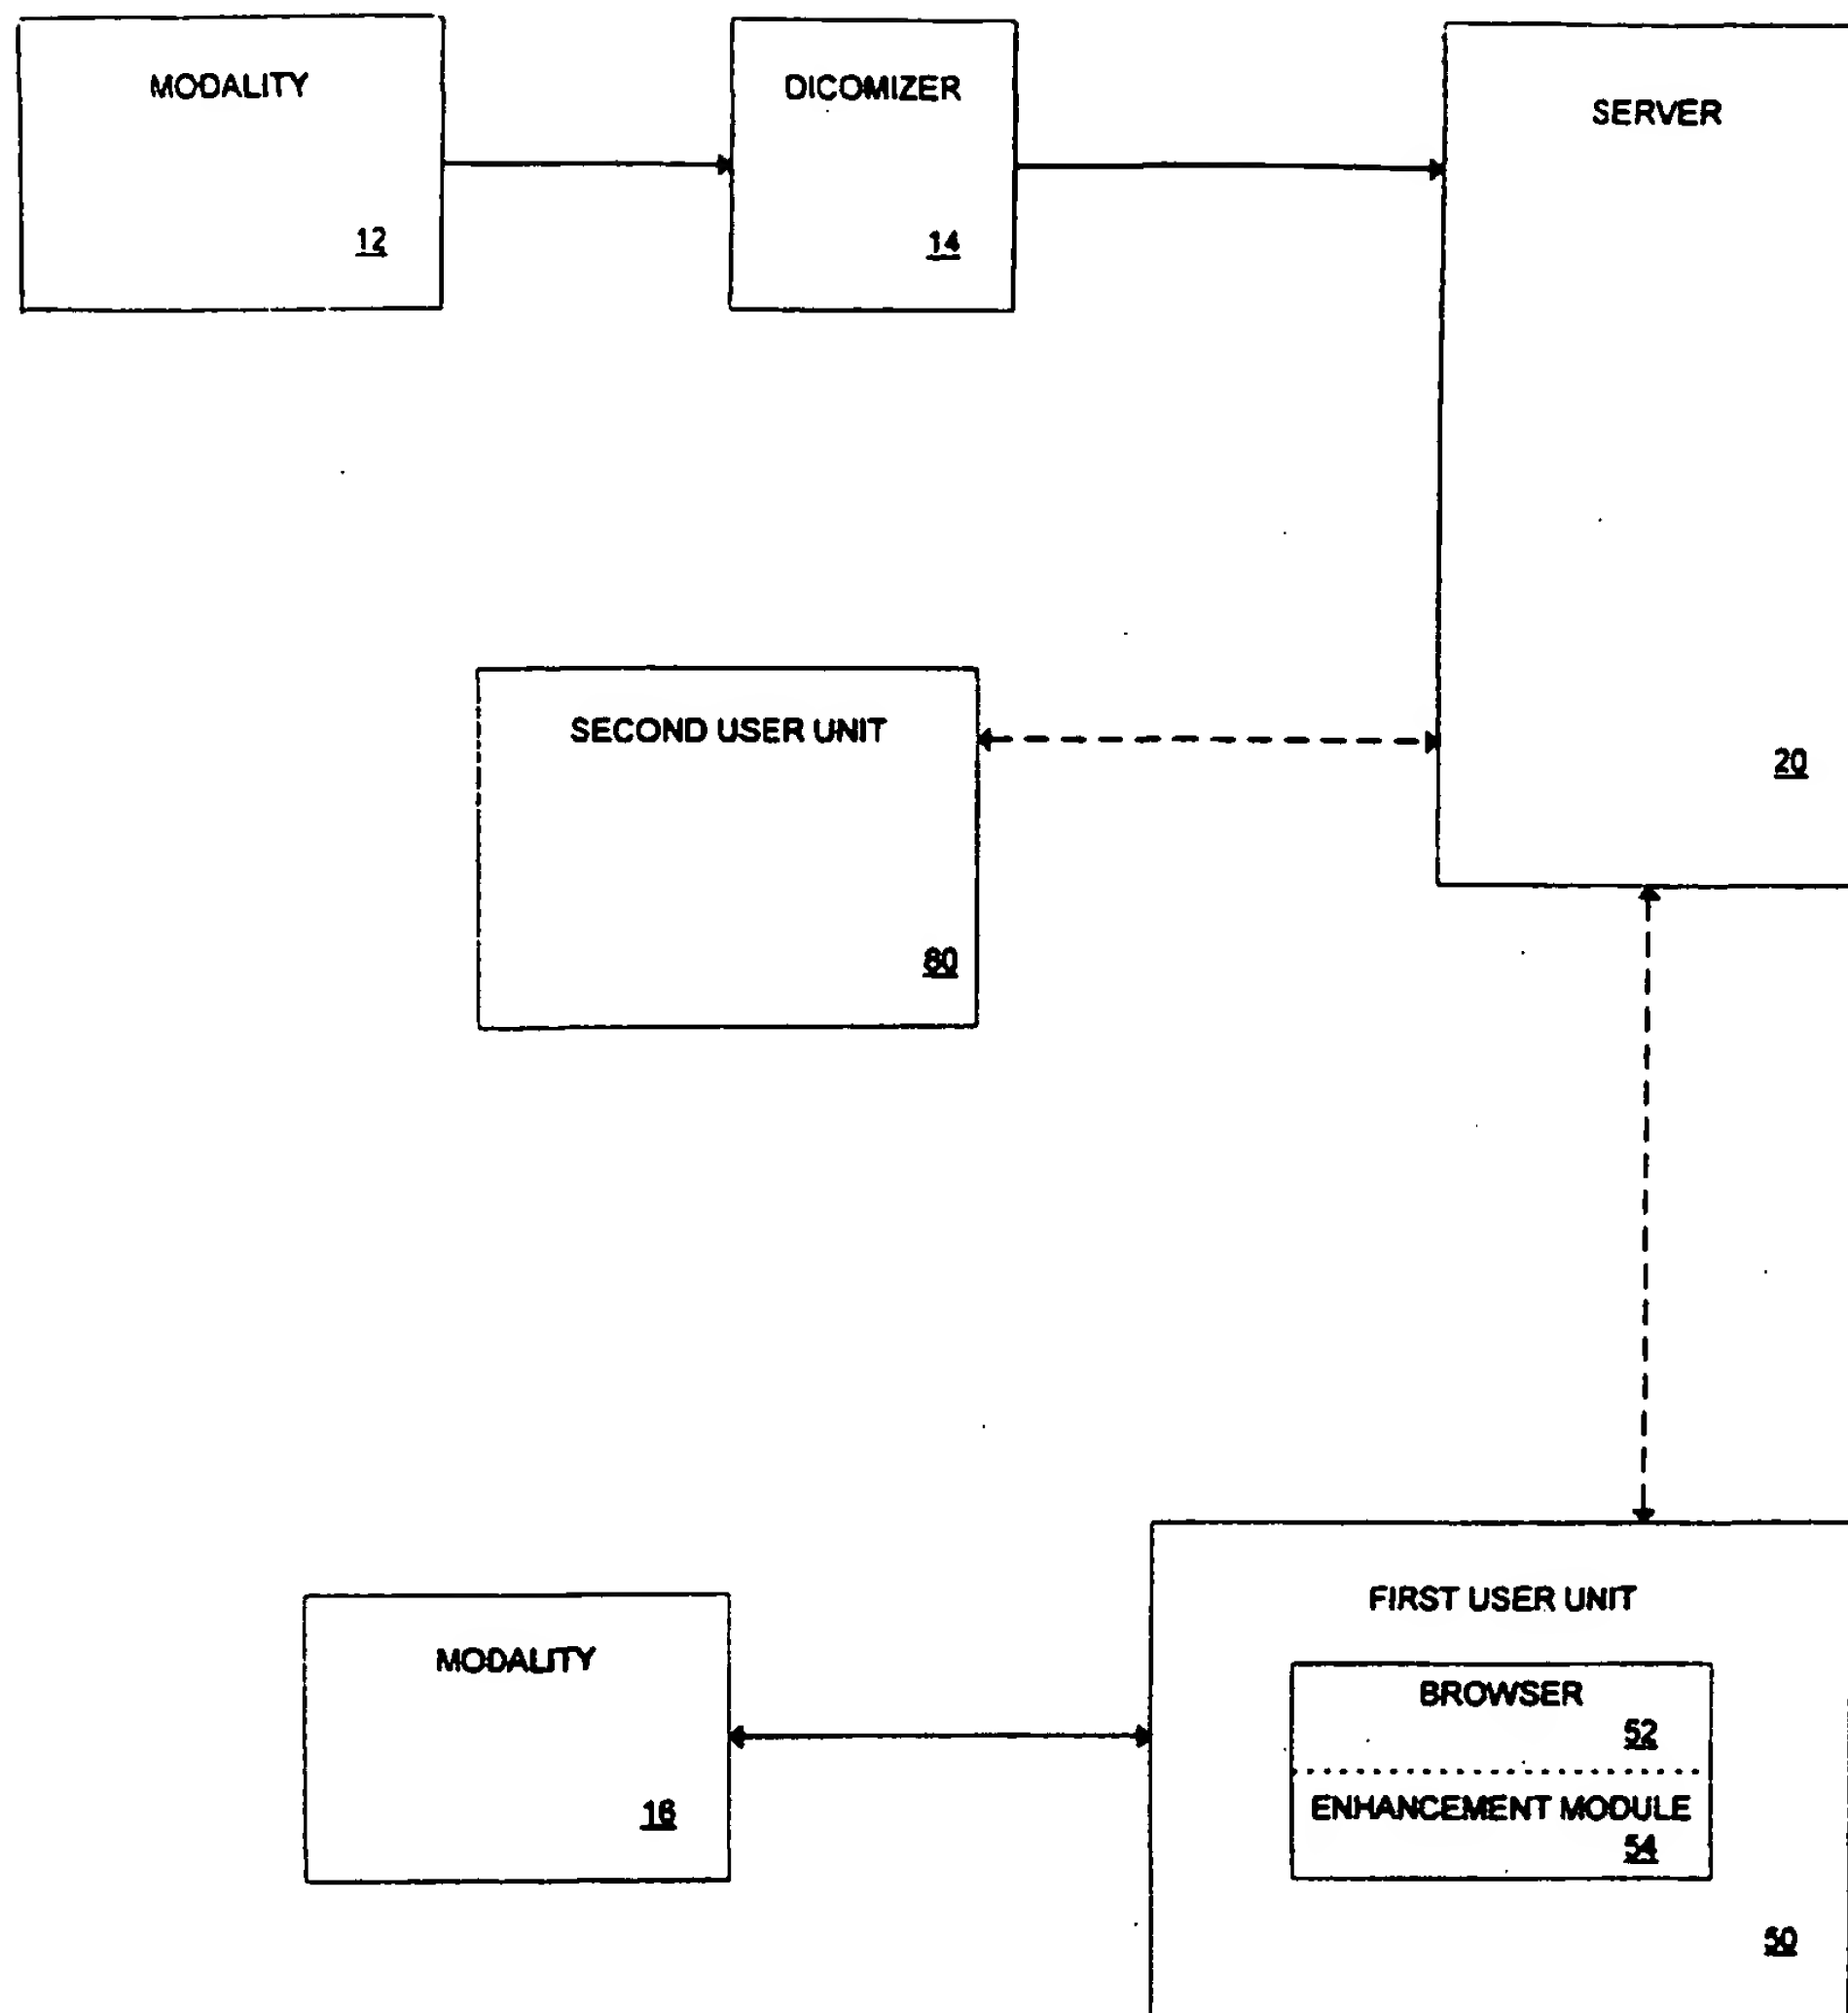 MODALITY
12
DICOMIZER
14
SERVER
20
SECOND USER UNIT
80
FIRST USER UNIT
BROWSER
52
ENHANCEMENT MODULE
54
50
MODALITY
16